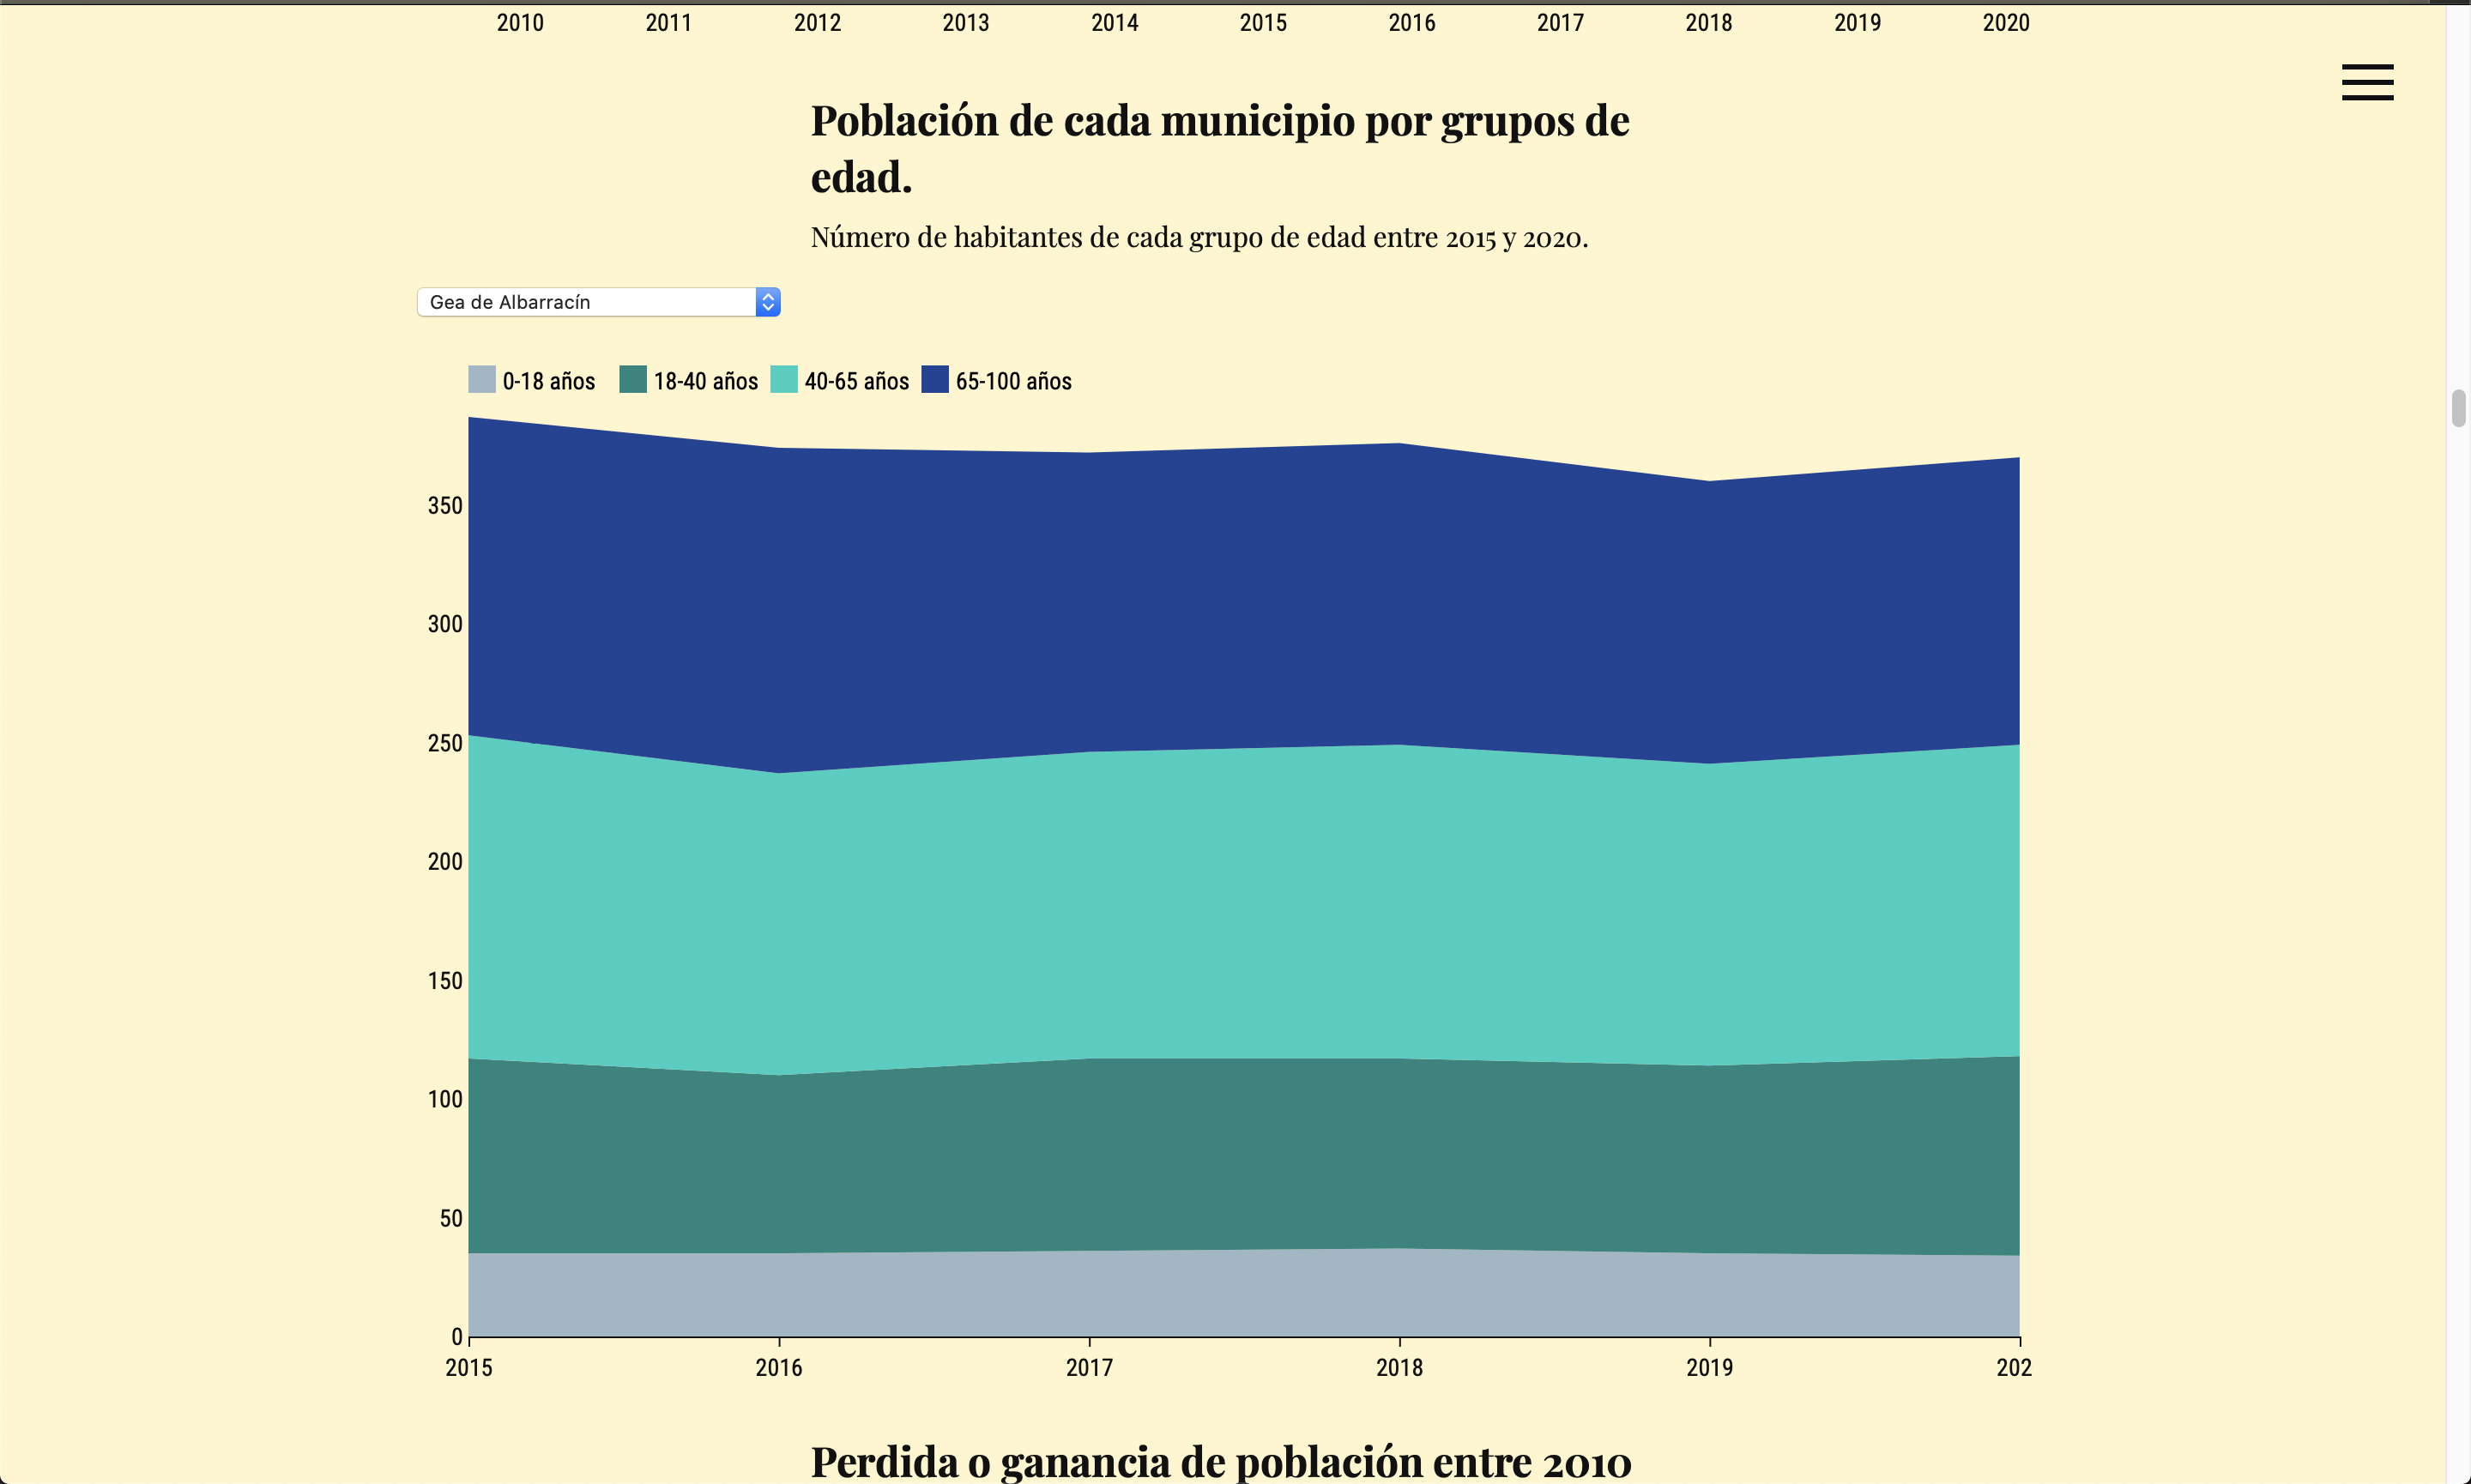 2010 2011 2012 2013 2014 2015 2016 2017 2018 2019 2020
Población de cada municipio por grupos de
edad.
Número de habitantes de cada grupo de edad entre 2015 y 2020.
Gea de Albarracín
0-18 años 18-40 años 40-65 años 65-100 años
350
300
250
200
150
100
50
0
2015 2016 2017 2018 2019 202
Perdida o ganancia de población entre 2010